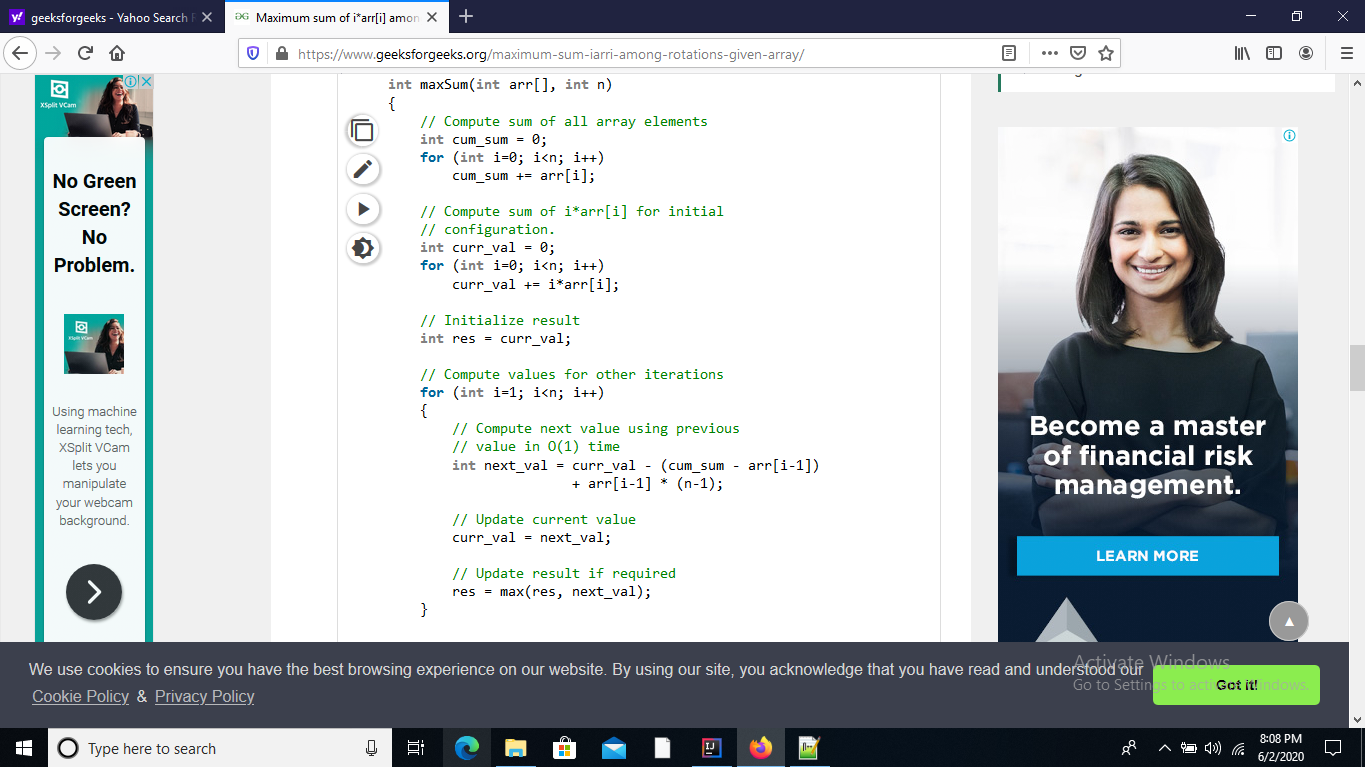 geeksforgeeks - Yahoo Search R
Maximum sum of i*arr[i] amon
https://www.geeksforgeeks.org/maximum-sum-iarri-among-rotations-given-array/
XSplit VCam
No Green
Screen?
No
Problem.
XSplit VCam
Using machine
learning tech,
XSplit VCam
lets you
manipulate
your webcam
background.
int maxSum(int arr[], int n)
{
// Compute sum of all array elements
int cum_sum = 0;
for (int i=0; i<n; i++)
cum_sum += arr[i];
// Compute sum of i*arr[i] for initial
// configuration.
int curr_val = 0;
for (int i=0; i<n; i++)
curr_val += i*arr[i];
// Initialize result
int res = curr_val;
// Compute values for other iterations
for (int i=1; i<n; i++)
{
// Compute next value using previous
// value in O(1) time
int next_val = curr_val - (cum_sum - arr[i-1])
+ arr[i-1] * (n-1);
// Update current value
curr_val = next_val;
// Update result if required
res = max(res, next_val);
}
Become a master
of financial risk
management.
LEARN MORE
We use cookies to ensure you have the best browsing experience on our website. By using our site, you acknowledge that you have read and understood our
Cookie Policy & Privacy Policy
Got it!
Activate Windows
Go to Settings to activate Windows.
Type here to search
8:08 PM
6/2/2020